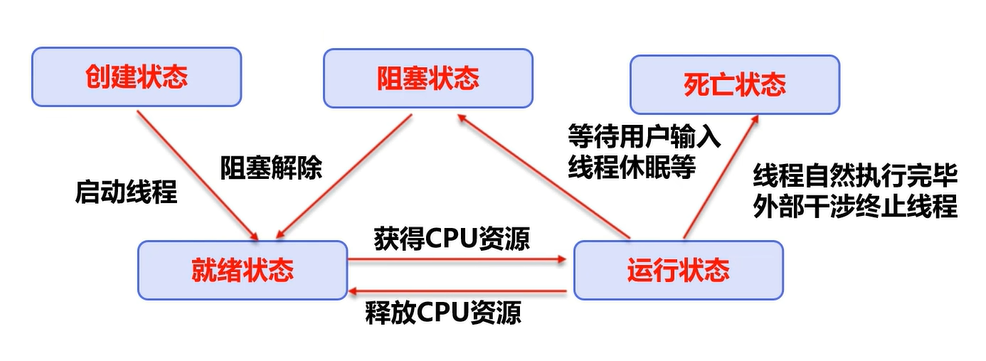 创建状态
阻塞状态
死亡状态
等待用户输入
线程休眠等
启动线程
阻塞解除
线程自然执行完毕
外部干涉终止线程
获得CPU资源
就绪状态
运行状态
释放CPU资源